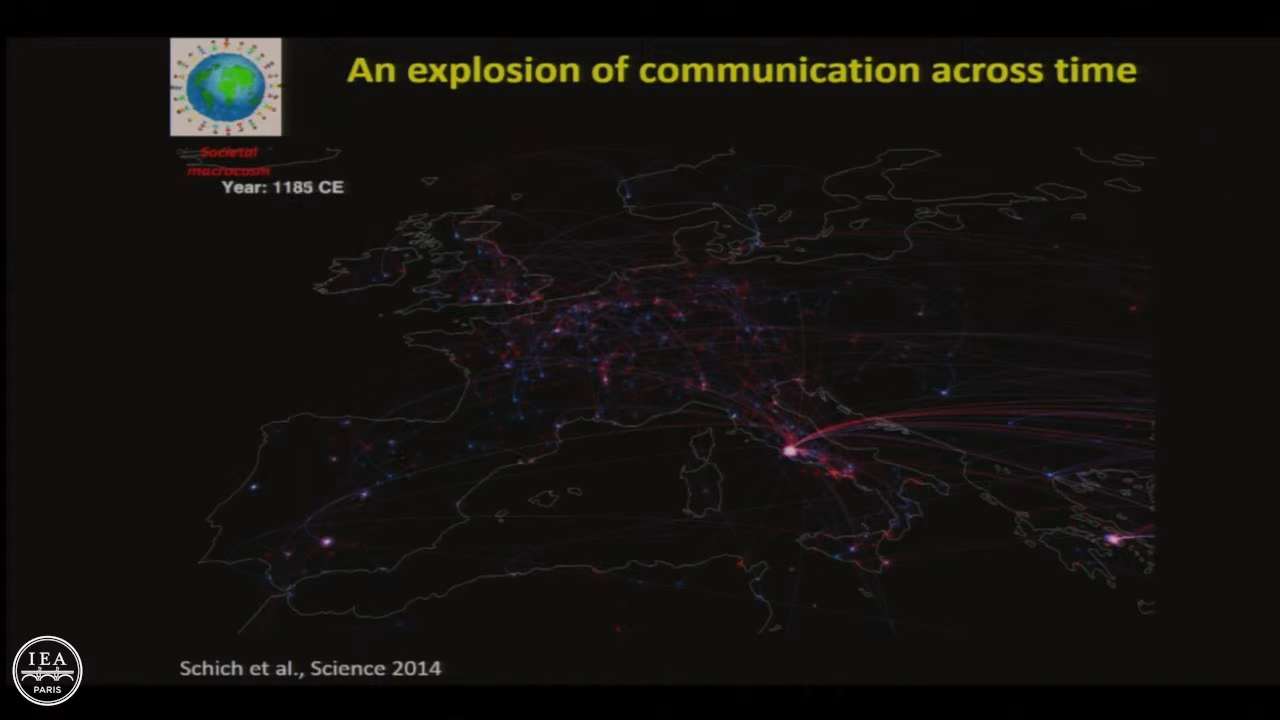 An explosion of communication across time
Societal
macrocosm
Year: 1185 CE
Schich et al., Science 2014
IEA
PARIS